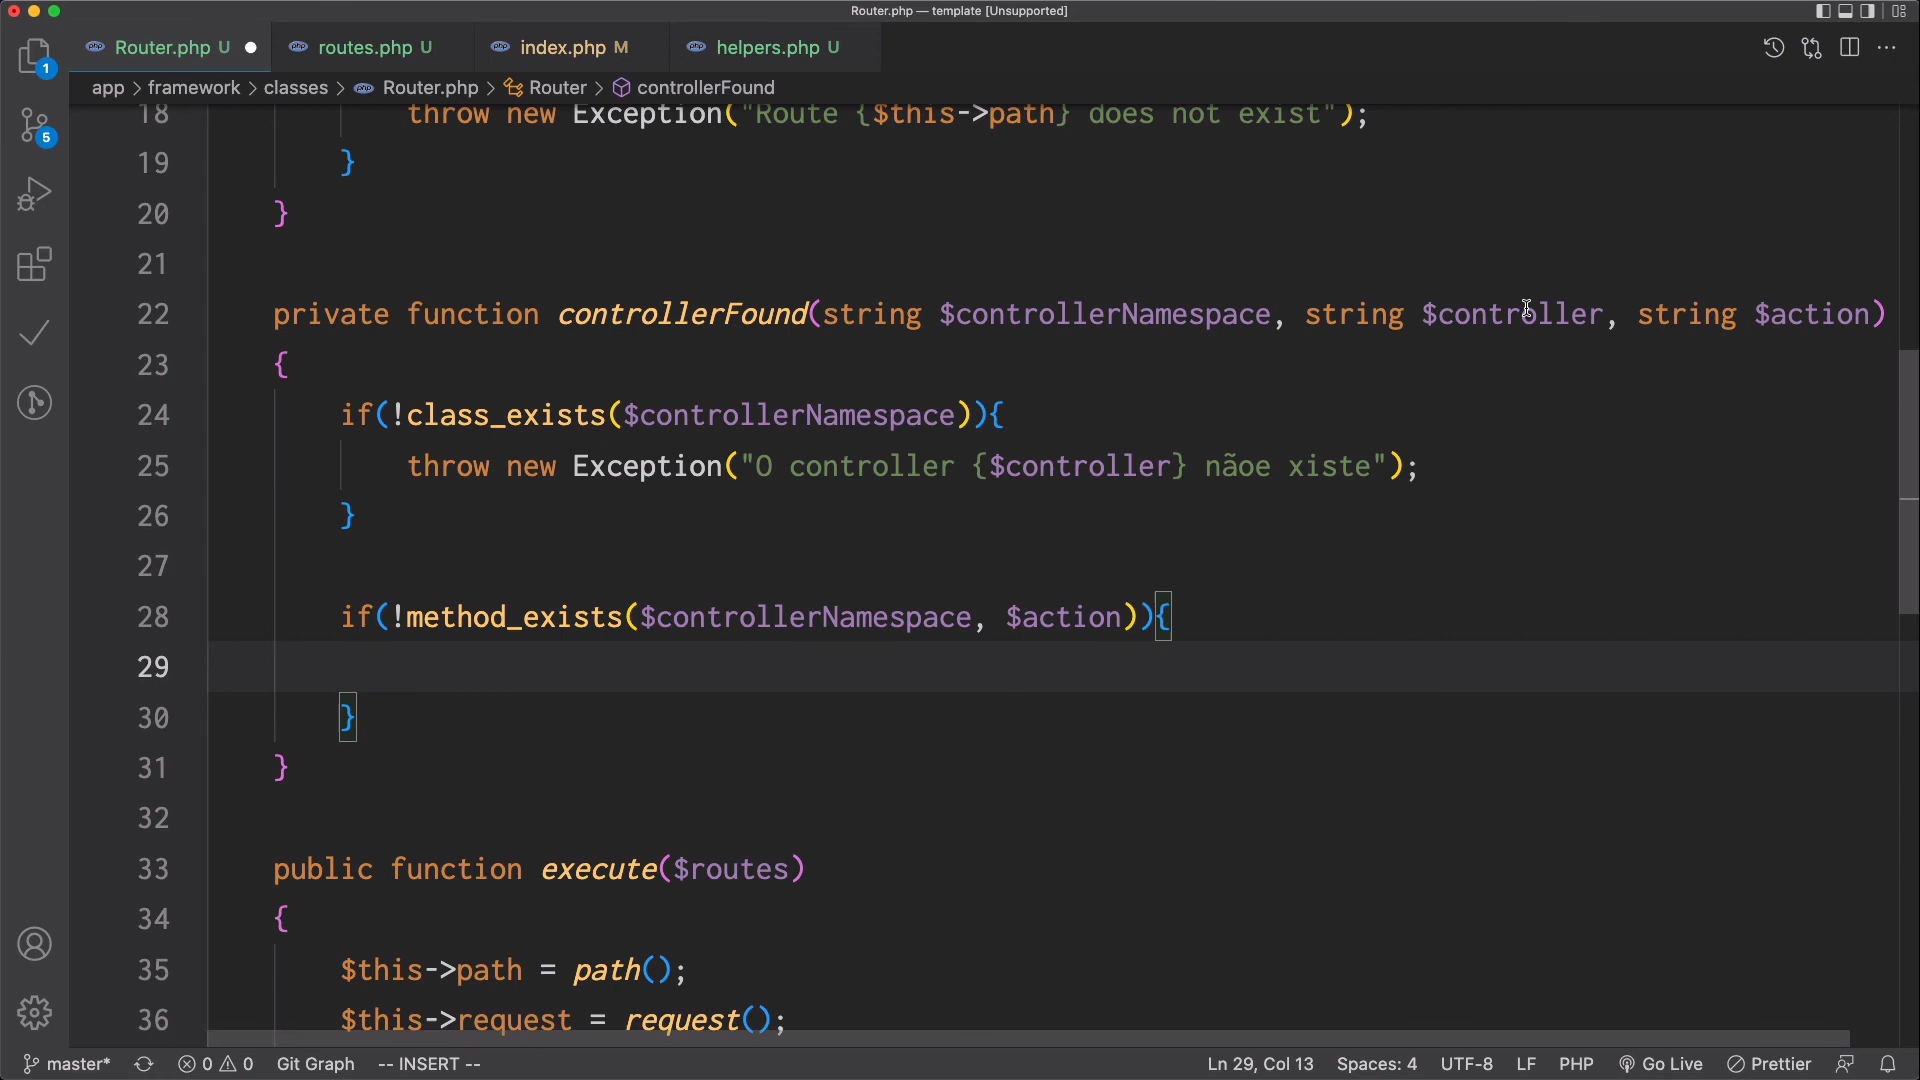 Router.php — template [Unsupported]
Router.php U routes.php U index.php M helpers.php U
app > framework > classes > Router.php > Router > controllerFound
18 throw new Exception("Route {$this->path} does not exist");
19 }
20 }
21
22 private function controllerFound(string $controllerNamespace, string $controller, string $action)
23 {
24 if(!class_exists($controllerNamespace)){
25 throw new Exception("O controller {$controller} nãoe xiste");
26 }
27
28 if(!method_exists($controllerNamespace, $action)){
29
30 }
31 }
32
33 public function execute($routes)
34 {
35 $this->path = path();
36 $this->request = request();
1
5
master* 0 0 Git Graph -- INSERT -- Ln 29, Col 13 Spaces: 4 UTF-8 LF PHP Go Live Prettier